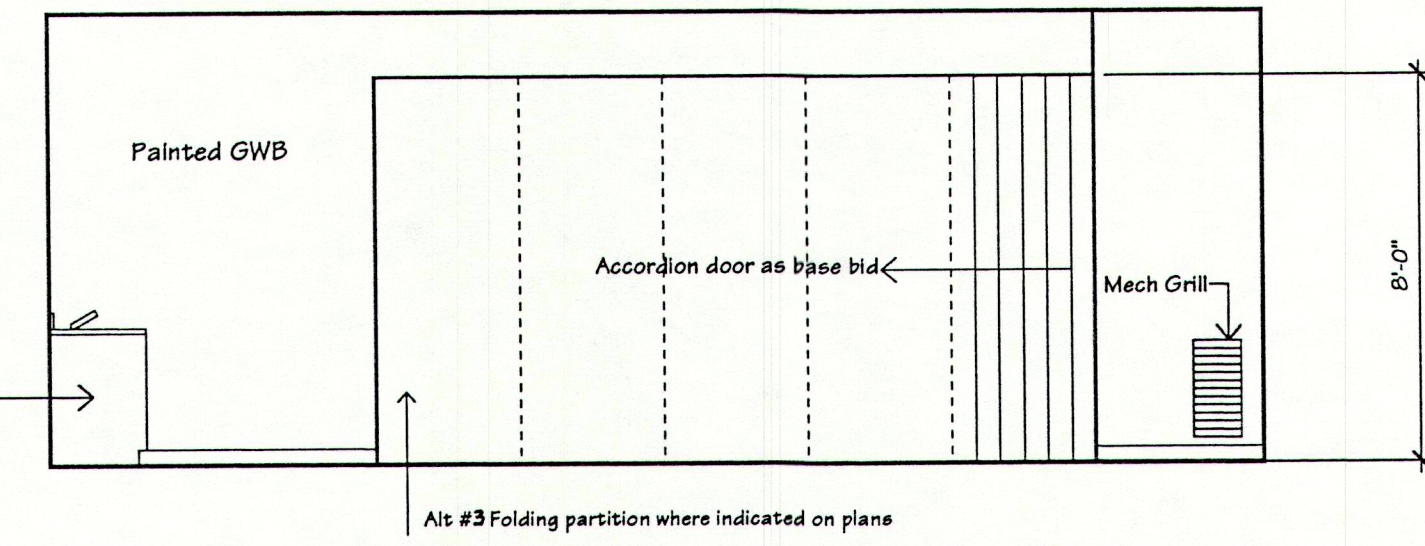 Painted GWB
Accordion door as base bid
Mech Grill
8'-0"
Alt #3 Folding partition where indicated on plans